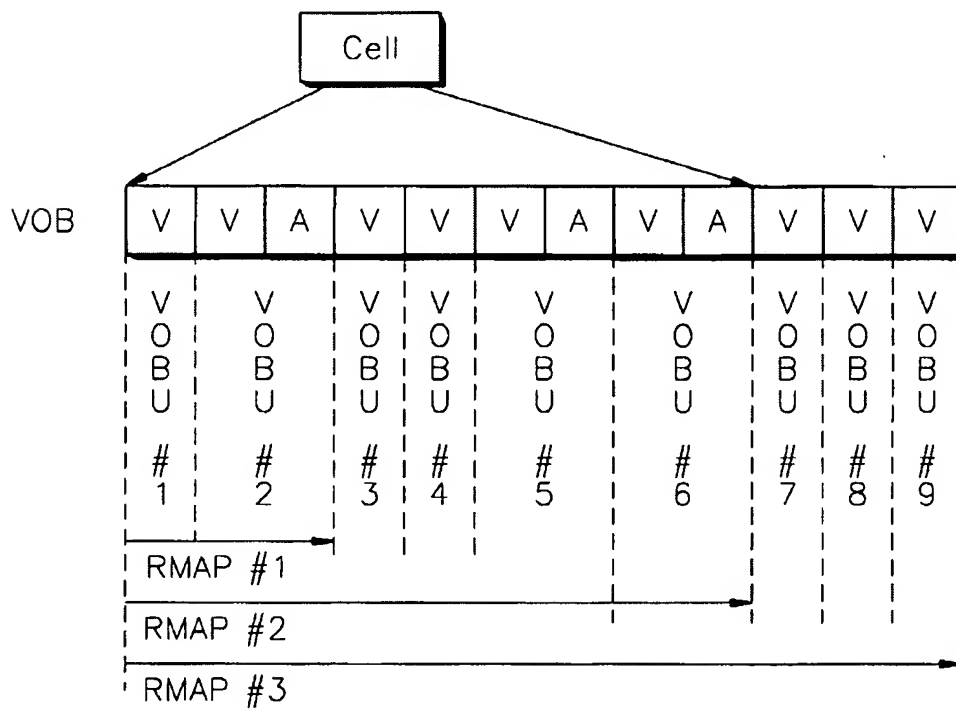 Cell
VOB V V A V V V A V A V V V
VOBU #1 VOBU #2 VOBU #3 VOBU #4 VOBU #5 VOBU #6 VOBU #7 VOBU #8 VOBU #9
RMAP #1
RMAP #2
RMAP #3